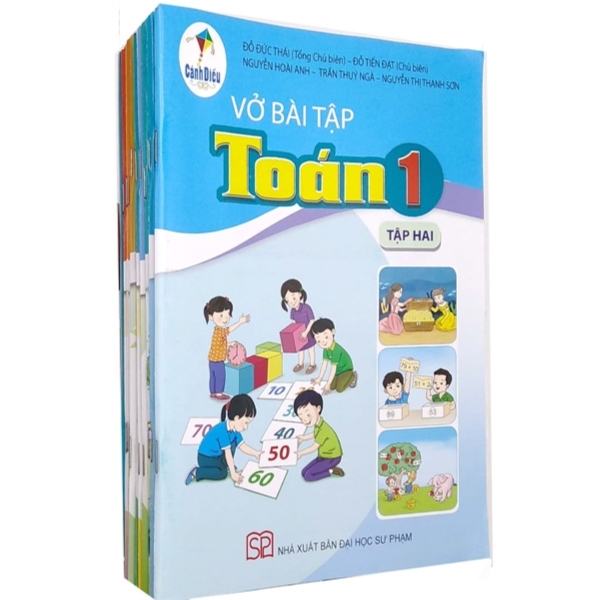 Cánh Diều
ĐỖ ĐỨC THÁI (Tổng Chủ biên) – ĐỖ TIẾN ĐẠT (Chủ biên)
NGUYỄN HOÀI ANH – TRẦN THUÝ NGÀ – NGUYỄN THỊ THANH SƠN
VỞ BÀI TẬP
Toán 1
TẬP HAI
10
70
40
50
60
SP
NHÀ XUẤT BẢN ĐẠI HỌC SƯ PHẠM